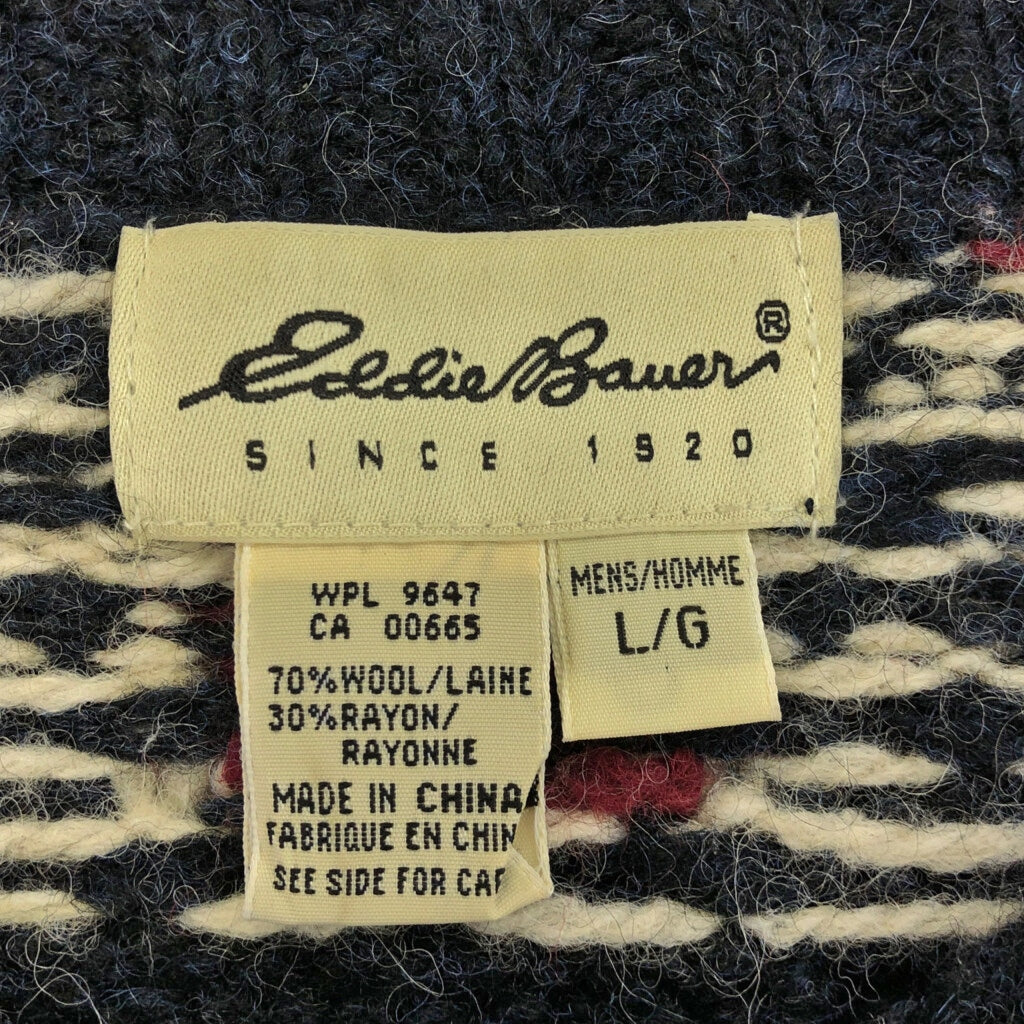 Eddie Bauer®
SINCE 1920
WPL 9647
CA 00665
70% WOOL/LAINE
30% RAYON/
RAYONNE
MADE IN CHINA
FABRIQUE EN CHIN
SEE SIDE FOR CAR
MENS/HOMME
L/G